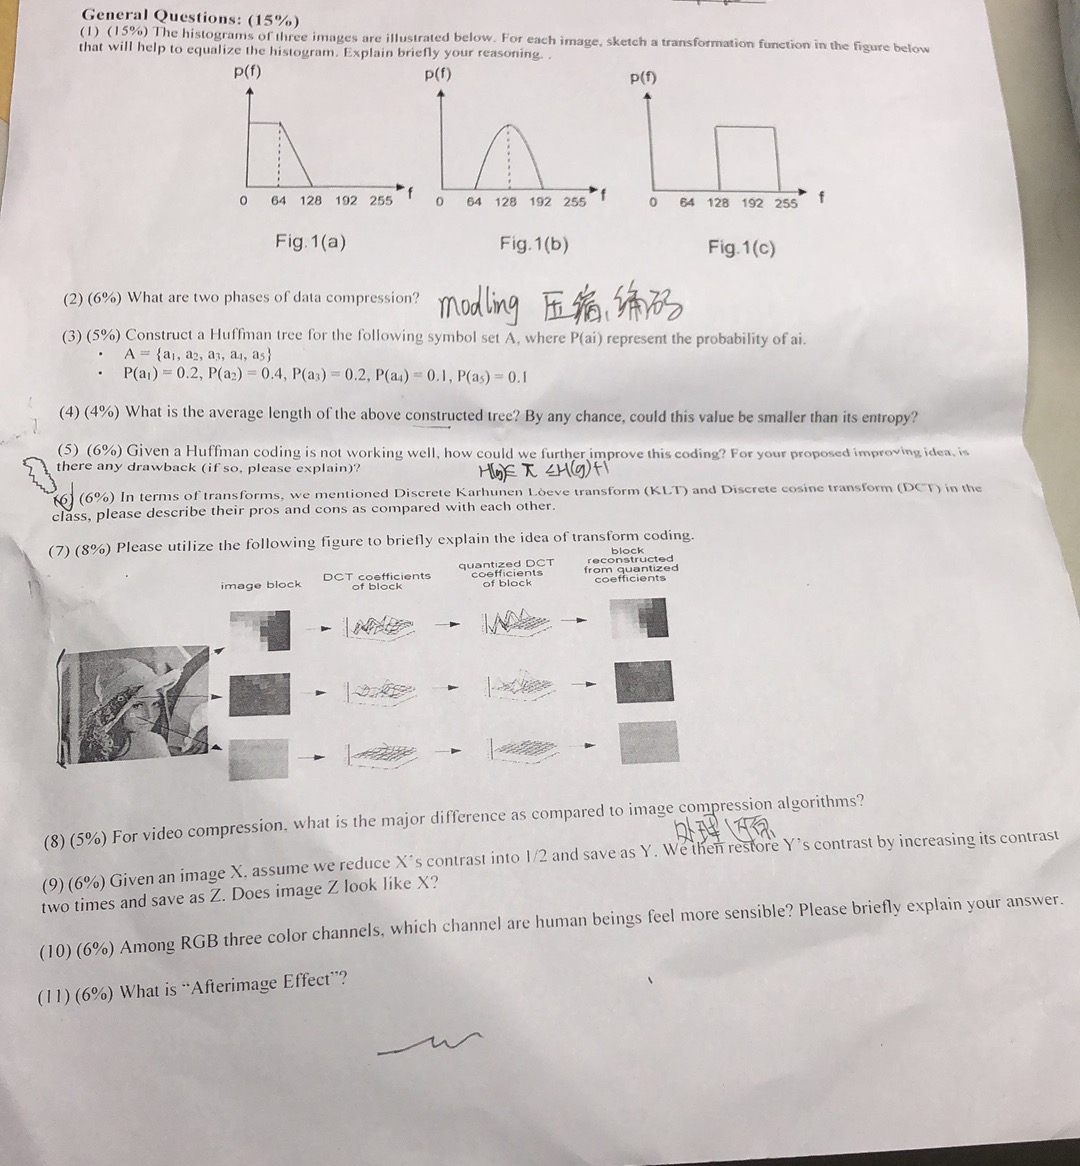 General Questions: (15%)
(1) (15%) The histograms of three images are illustrated below. For each image, sketch a transformation function in the figure below
that will help to equalize the histogram. Explain briefly your reasoning. .
p(f) p(f) p(f)
f f f
0 64 128 192 255 0 64 128 192 255 0 64 128 192 255
Fig.1(a) Fig.1(b) Fig.1(c)
(2) (6%) What are two phases of data compression? modling 压缩、编码
(3) (5%) Construct a Huffman tree for the following symbol set A, where P(ai) represent the probability of ai.
• A = {a₁, a₂, a₃, a₄, a₅}
• P(a₁) = 0.2, P(a₂) = 0.4, P(a₃) = 0.2, P(a₄) = 0.1, P(a₅) = 0.1
(4) (4%) What is the average length of the above constructed tree? By any chance, could this value be smaller than its entropy?
(5) (6%) Given a Huffman coding is not working well, how could we further improve this coding? For your proposed improving idea, is
there any drawback (if so, please explain)?
(6) (6%) In terms of transforms, we mentioned Discrete Karhunen Löeve transform (KLT) and Discrete cosine transform (DCT) in the
class, please describe their pros and cons as compared with each other.
(7) (8%) Please utilize the following figure to briefly explain the idea of transform coding.
image block
DCT coefficients
of block
quantized DCT
coefficients
of block
block
reconstructed
from quantized
coefficients
(8) (5%) For video compression, what is the major difference as compared to image compression algorithms?
处理
(9) (6%) Given an image X, assume we reduce X's contrast into 1/2 and save as Y. We then restore Y's contrast by increasing its contrast
two times and save as Z. Does image Z look like X?
(10) (6%) Among RGB three color channels, which channel are human beings feel more sensible? Please briefly explain your answer.
(11) (6%) What is "Afterimage Effect"?